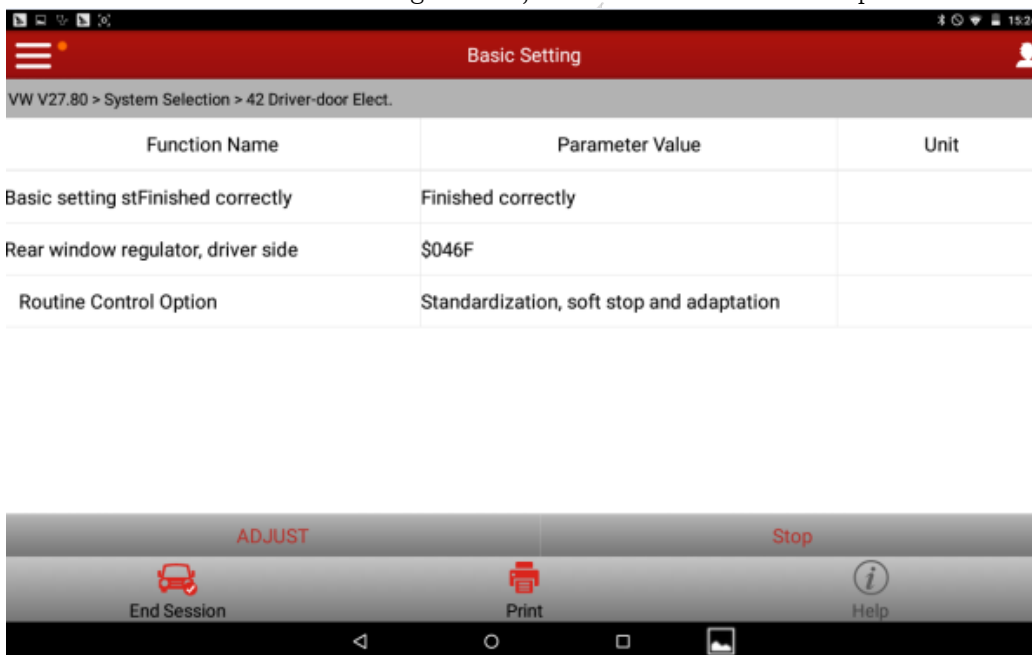 15:2
Basic Setting
VW V27.80 > System Selection > 42 Driver-door Elect.
Function Name Parameter Value Unit
Basic setting stFinished correctly Finished correctly
Rear window regulator, driver side $046F
Routine Control Option Standardization, soft stop and adaptation
ADJUST Stop
End Session Print Help